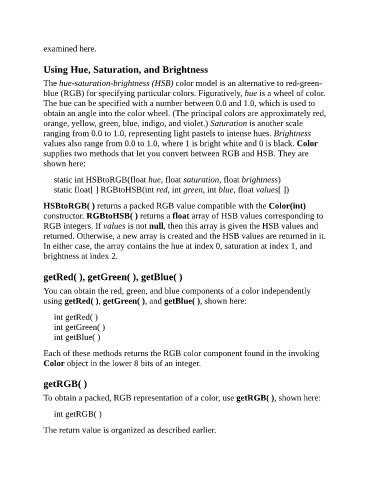 examined here.
Using Hue, Saturation, and Brightness
The hue-saturation-brightness (HSB) color model is an alternative to red-green-
blue (RGB) for specifying particular colors. Figuratively, hue is a wheel of color.
The hue can be specified with a number between 0.0 and 1.0, which is used to
obtain an angle into the color wheel. (The principal colors are approximately red,
orange, yellow, green, blue, indigo, and violet.) Saturation is another scale
ranging from 0.0 to 1.0, representing light pastels to intense hues. Brightness
values also range from 0.0 to 1.0, where 1 is bright white and 0 is black. Color
supplies two methods that let you convert between RGB and HSB. They are
shown here:
static int HSBtoRGB(float hue, float saturation, float brightness)
static float[ ] RGBtoHSB(int red, int green, int blue, float values[ ])
HSBtoRGB( ) returns a packed RGB value compatible with the Color(int)
constructor. RGBtoHSB( ) returns a float array of HSB values corresponding to
RGB integers. If values is not null, then this array is given the HSB values and
returned. Otherwise, a new array is created and the HSB values are returned in it.
In either case, the array contains the hue at index 0, saturation at index 1, and
brightness at index 2.
getRed( ), getGreen( ), getBlue( )
You can obtain the red, green, and blue components of a color independently
using getRed( ), getGreen( ), and getBlue( ), shown here:
int getRed( )
int getGreen( )
int getBlue( )
Each of these methods returns the RGB color component found in the invoking
Color object in the lower 8 bits of an integer.
getRGB( )
To obtain a packed, RGB representation of a color, use getRGB( ), shown here:
int getRGB( )
The return value is organized as described earlier.